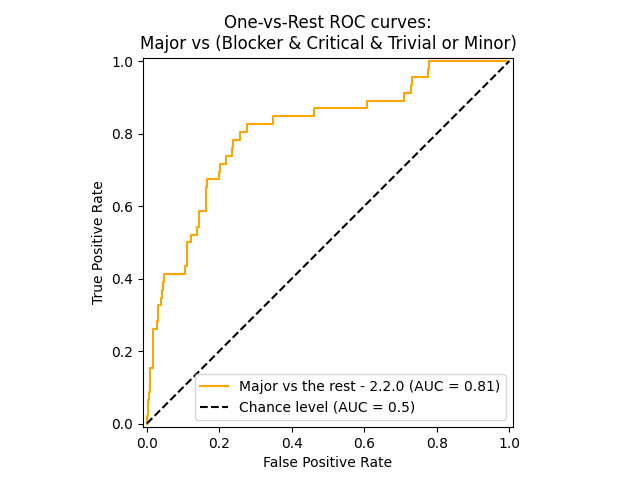 One-vs-Rest ROC curves:
Major vs (Blocker & Critical & Trivial or Minor)
1.0
0.8
0.6
0.4
0.2
0.0
True Positive Rate
Major vs the rest - 2.2.0 (AUC = 0.81)
Chance level (AUC = 0.5)
0.0 0.2 0.4 0.6 0.8 1.0
False Positive Rate